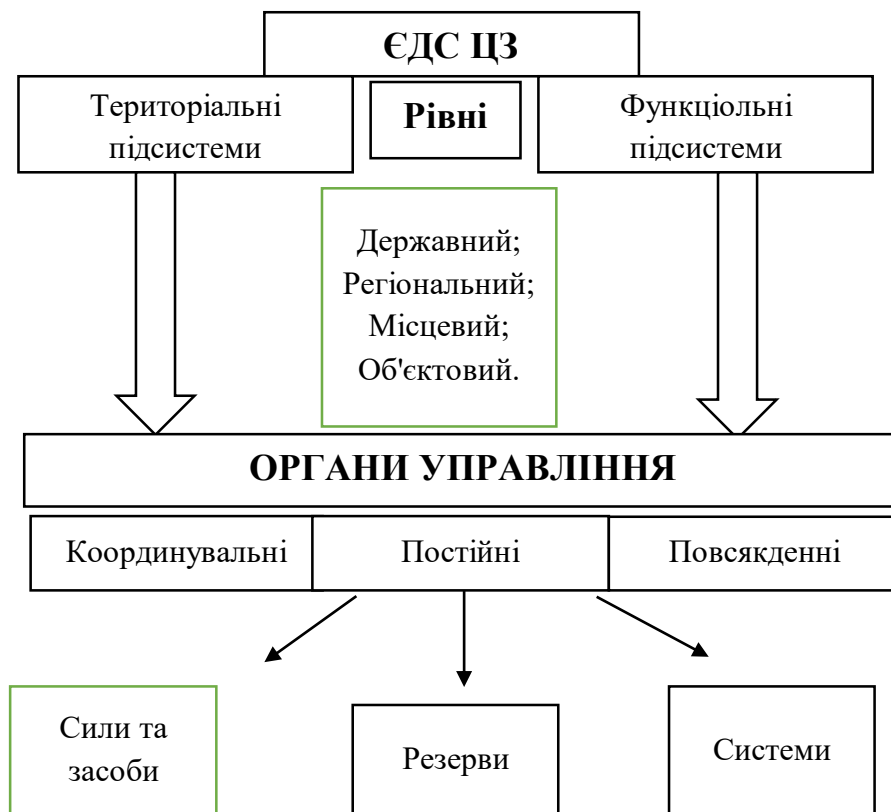 ЄДС ЦЗ
Територіальні
підсистеми
Рівні
Функціольні
підсистеми
Державний;
Регіональний;
Місцевий;
Об'єктовий.
ОРГАНИ УПРАВЛІННЯ
Координувальні
Постійні
Повсякденні
Сили та
засоби
Резерви
Системи